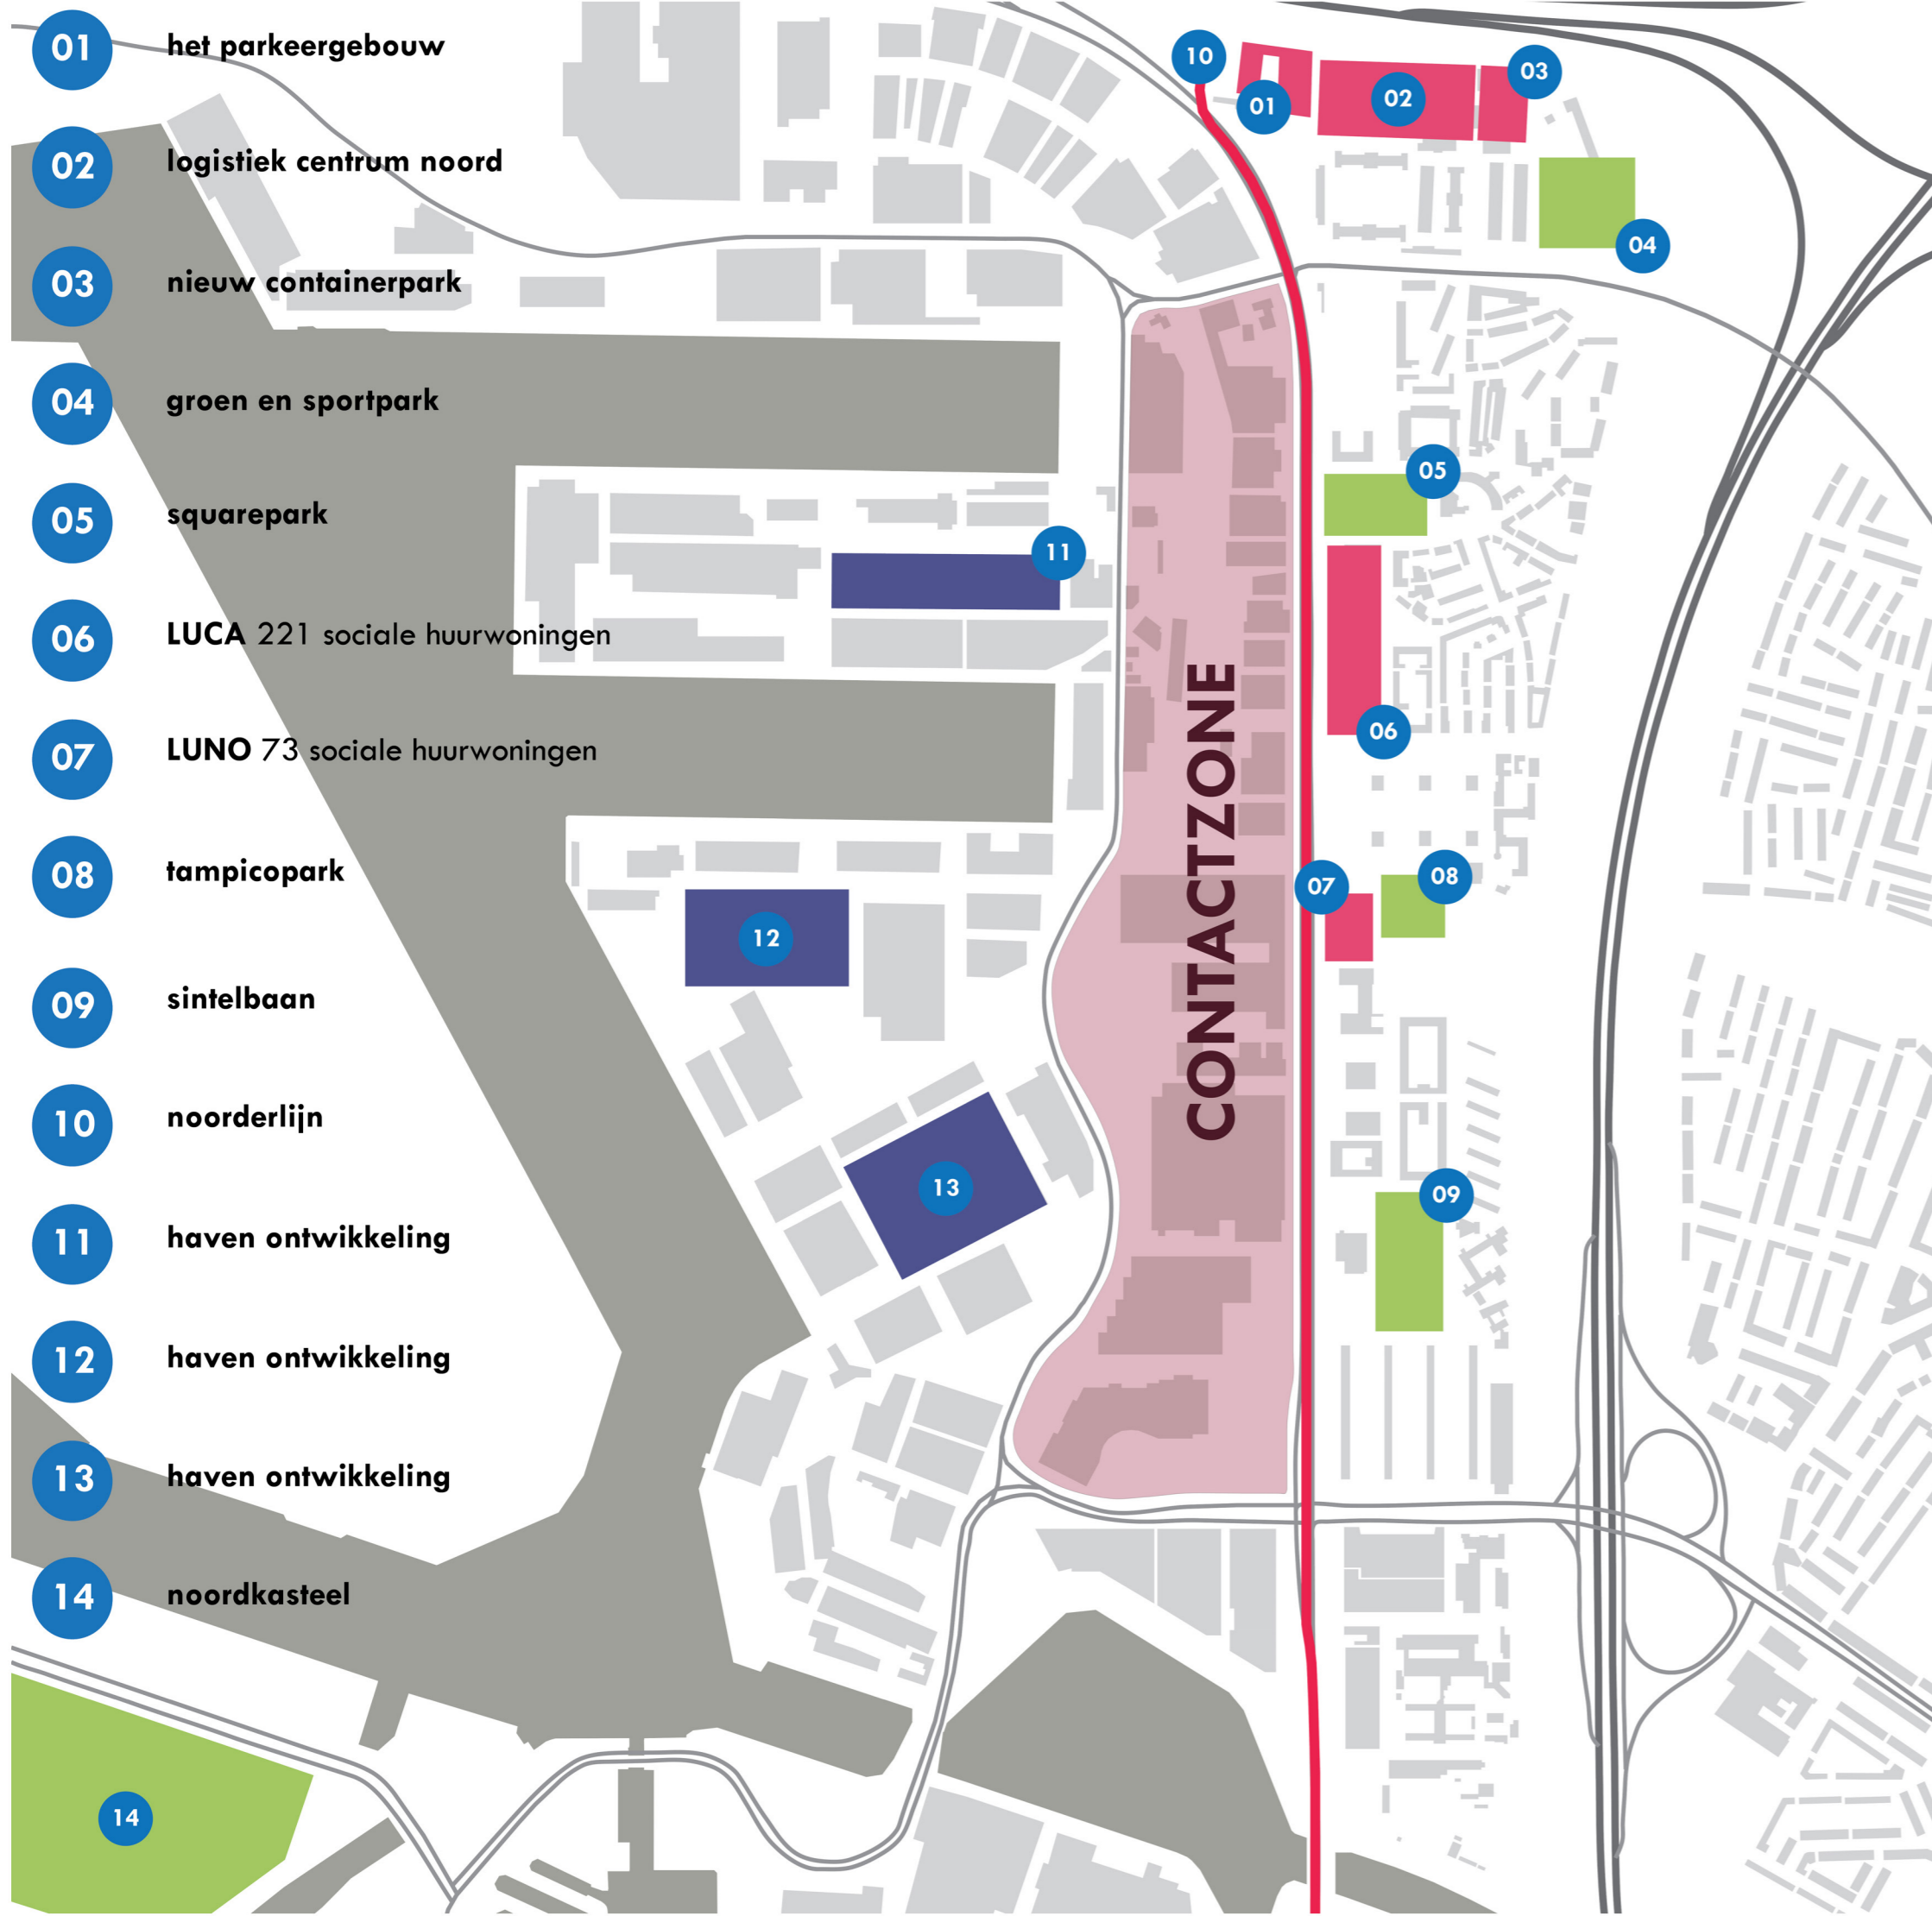 01 het parkeergebouw
02 logistiek centrum noord
03 nieuw containerpark
04 groen en sportpark
05 squarepark
06 LUCA 221 sociale huurwoningen
07 LUNO 73 sociale huurwoningen
08 tampicopark
09 sintelbaan
10 noorderlijn
11 haven ontwikkeling
12 haven ontwikkeling
13 haven ontwikkeling
14 noordkasteel
10
01
02
03
04
05
11
06
CONTACTZONE
07
08
12
13
09
14